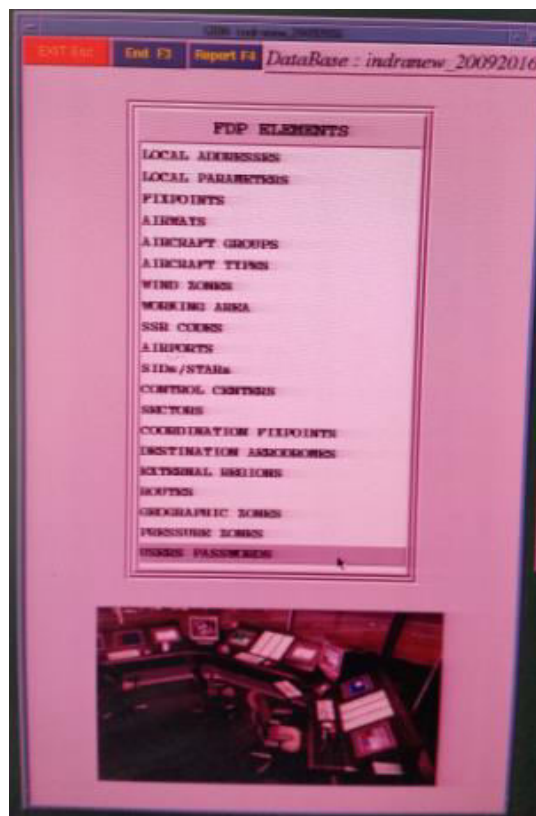 EXIT Esc
End F3
Report F4
DataBase : indranew_20092016
FDP ELEMENTS
LOCAL ADDRESSES
LOCAL PARAMETERS
FIXPOINTS
AIRWAYS
AIRCRAFT GROUPS
AIRCRAFT TYPES
WIND ZONES
WORKING AREA
SSR CODES
AIRPORTS
SIDs/STARs
CONTROL CENTERS
SECTORS
COORDINATION FIXPOINTS
DESTINATION AERODROMES
EXTERNAL REGIONS
ROUTES
GEOGRAPHIC ZONES
PRESSURE ZONES
USERS PASSWORDS